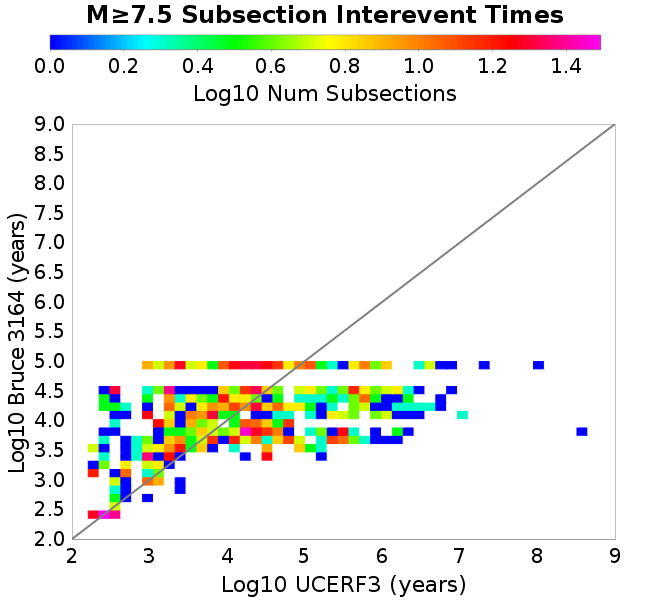 M≥7.5 Subsection Interevent Times
0.0 0.2 0.4 0.6 0.8 1.0 1.2 1.4
Log10 Num Subsections
9.0
8.5
8.0
7.5
7.0
6.5
6.0
5.5
5.0
4.5
4.0
3.5
3.0
2.5
2.0
Log10 Bruce 3164 (years)
2 3 4 5 6 7 8 9
Log10 UCERF3 (years)